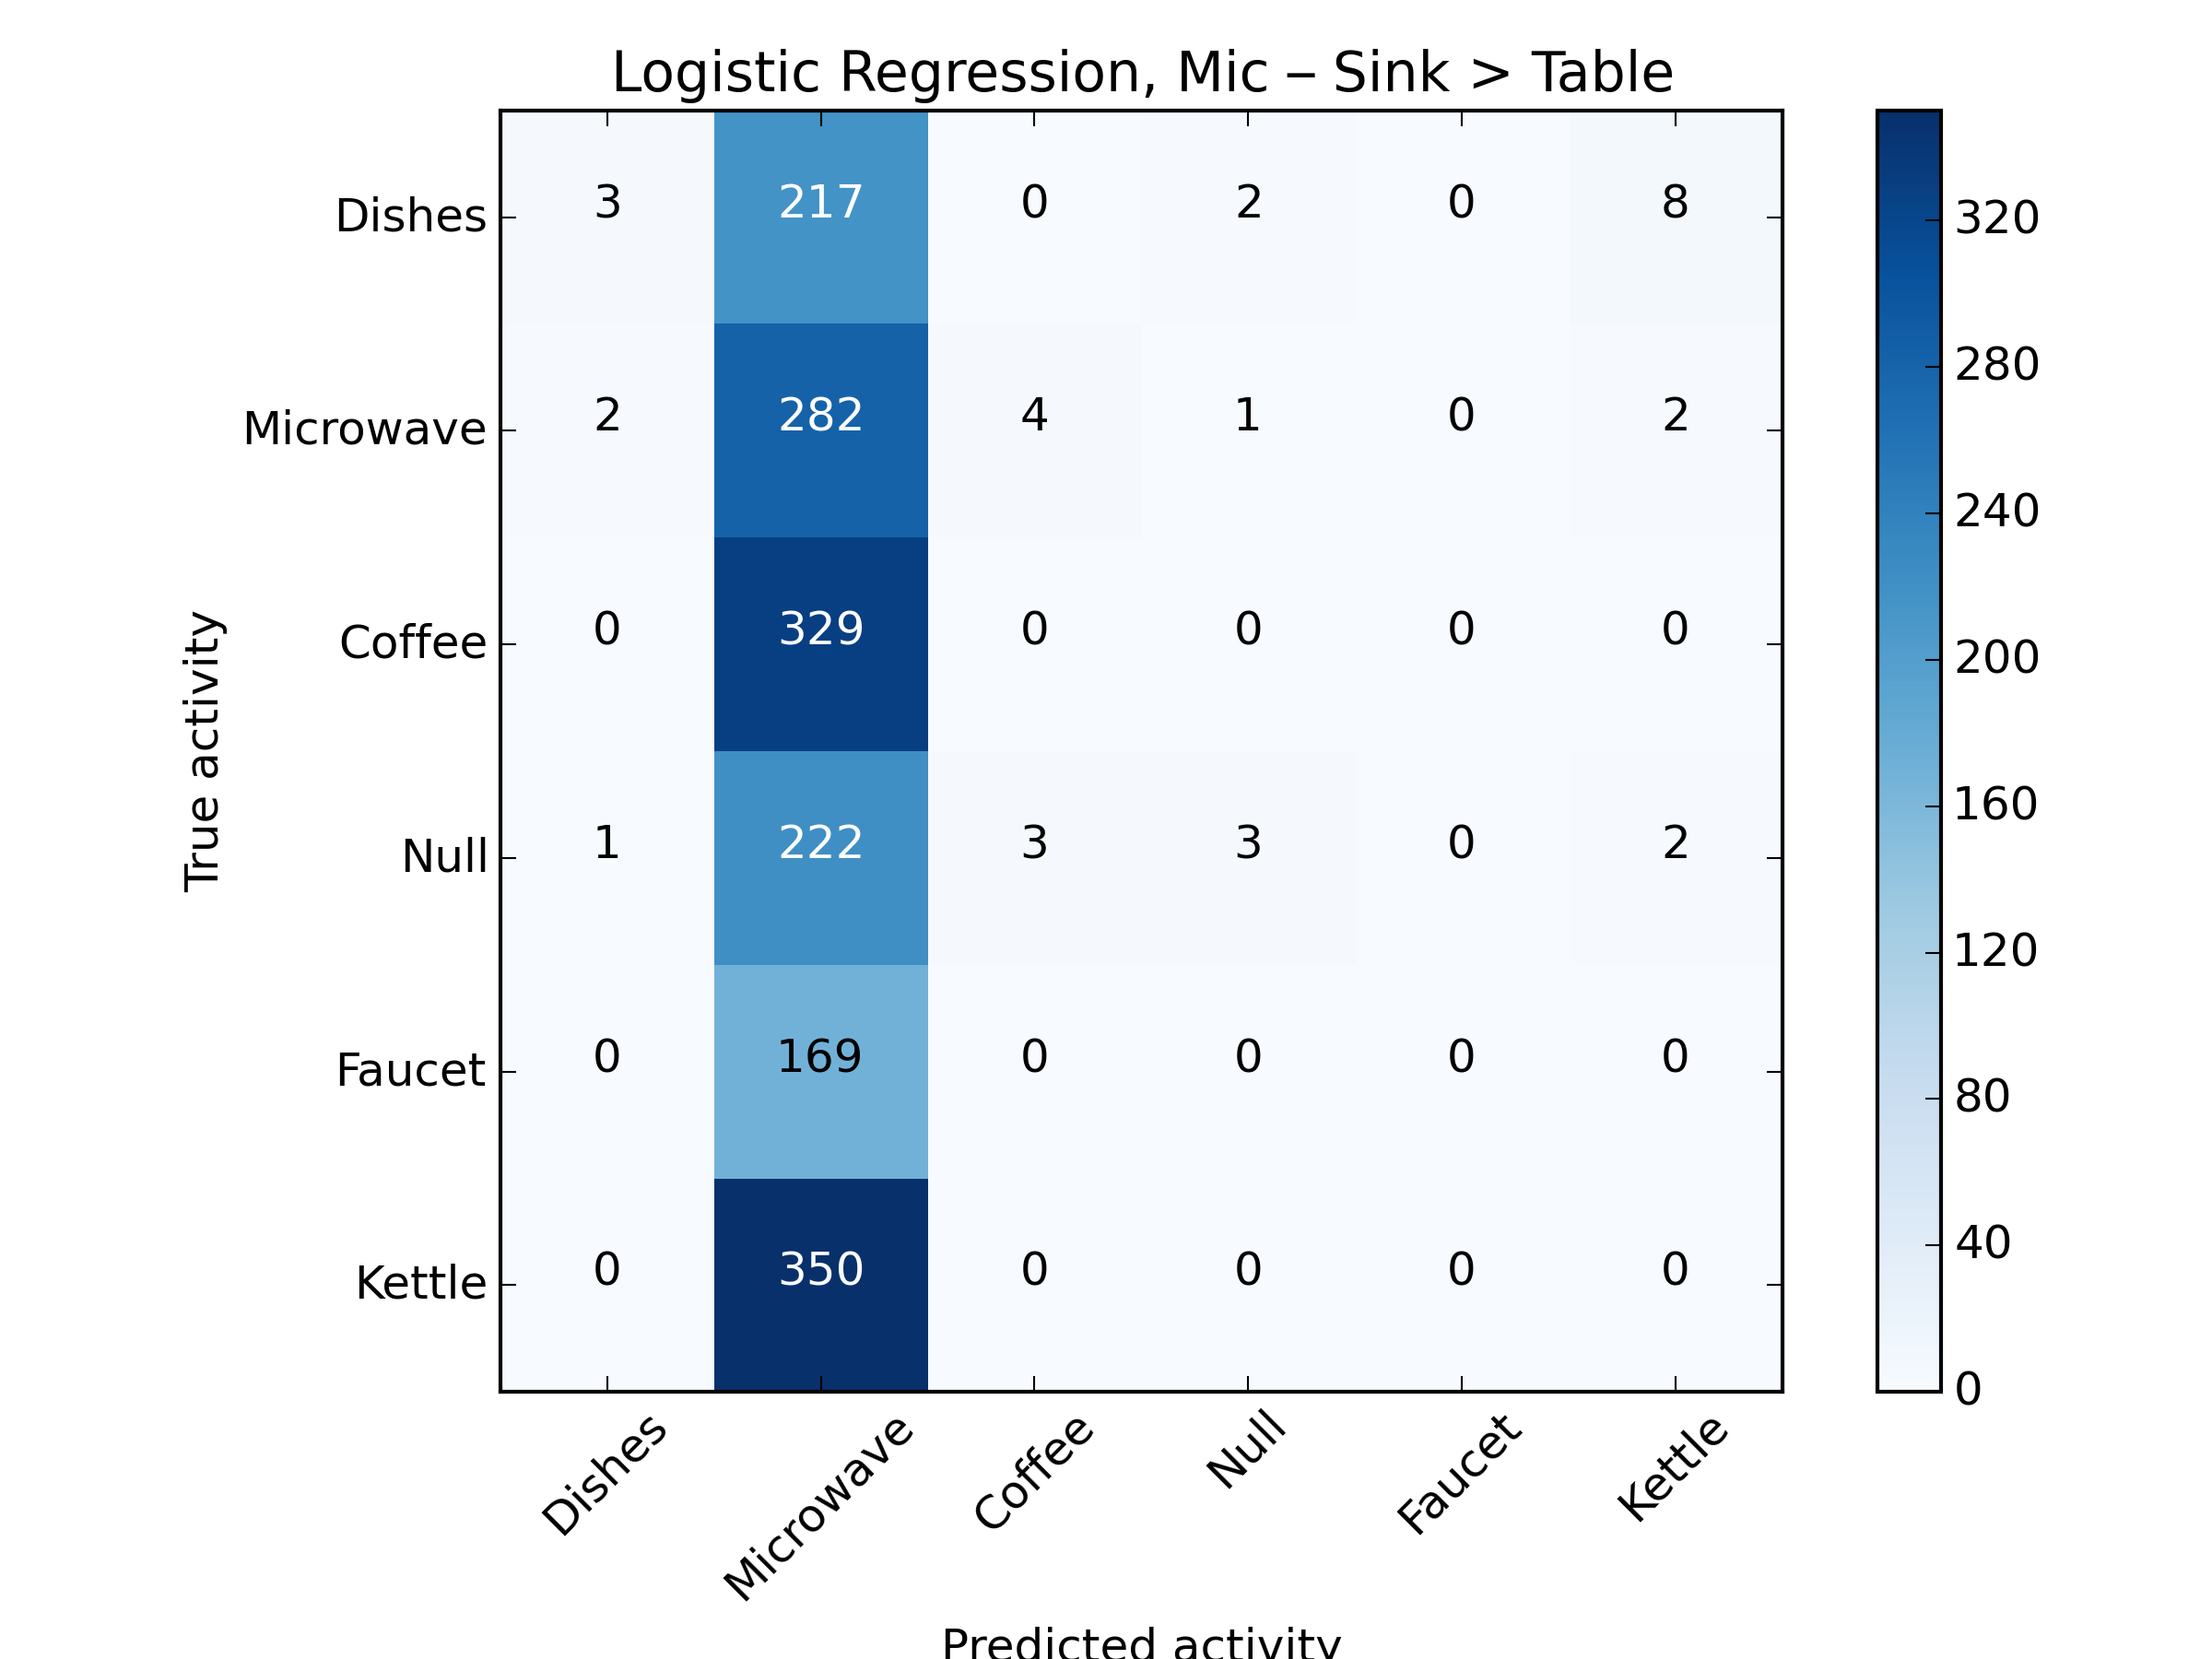 Logistic Regression, Mic – Sink > Table
Dishes 3 217 0 2 0 8
Microwave 2 282 4 1 0 2
Coffee 0 329 0 0 0 0
Null 1 222 3 3 0 2
Faucet 0 169 0 0 0 0
Kettle 0 350 0 0 0 0
True activity
Dishes Microwave Coffee Null Faucet Kettle
Predicted activity
320
280
240
200
160
120
80
40
0